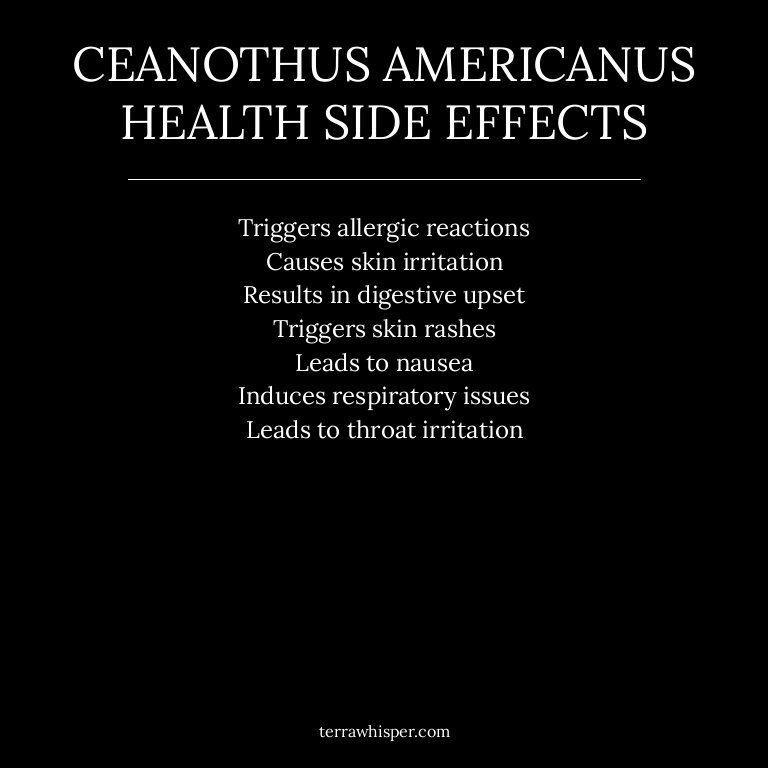 CEANOTHUS AMERICANUS
HEALTH SIDE EFFECTS
Triggers allergic reactions
Causes skin irritation
Results in digestive upset
Triggers skin rashes
Leads to nausea
Induces respiratory issues
Leads to throat irritation
terrawhisper.com